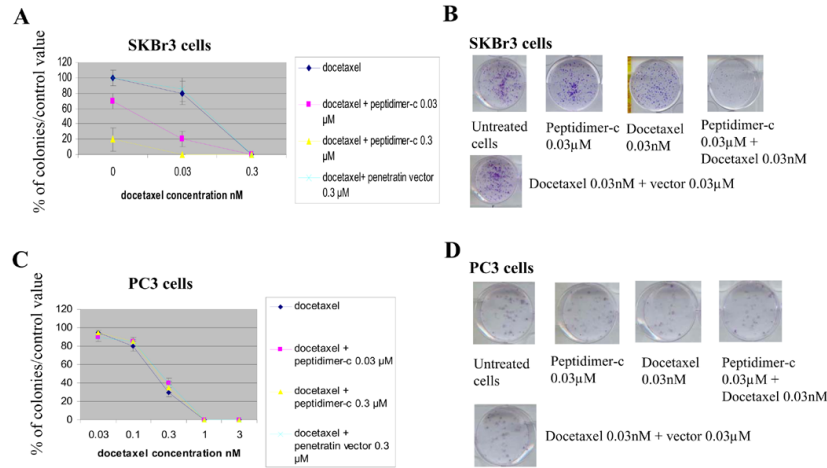 A
SKBr3 cells
% of colonies/control value
120
100
80
60
40
20
0
0
0.03
0.3
docetaxel concentration nM
docetaxel
docetaxel + peptidimer-c 0.03
µM
docetaxel + peptidimer-c 0.3
µM
docetaxel+ penetratin vector
0.3 µM
B
SKBr3 cells
Untreated
cells
Peptidimer-c
0.03µM
Docetaxel
0.03nM
Peptidimer-c
0.03µM +
Docetaxel 0.03nM
Docetaxel 0.03nM + vector 0.03µM
C
PC3 cells
% of colonies/control value
120
100
80
60
40
20
0
0.03
0.1
0.3
1
3
docetaxel concentration nM
docetaxel
docetaxel +
peptidimer-c 0.03 µM
docetaxel +
peptidimer-c 0.3 µM
docetaxel +
penetratin vector 0.3
µM
D
PC3 cells
Untreated
cells
Peptidimer-c
0.03µM
Docetaxel
0.03nM
Peptidimer-c
0.03µM +
Docetaxel 0.03nM
Docetaxel 0.03nM + vector 0.03µM